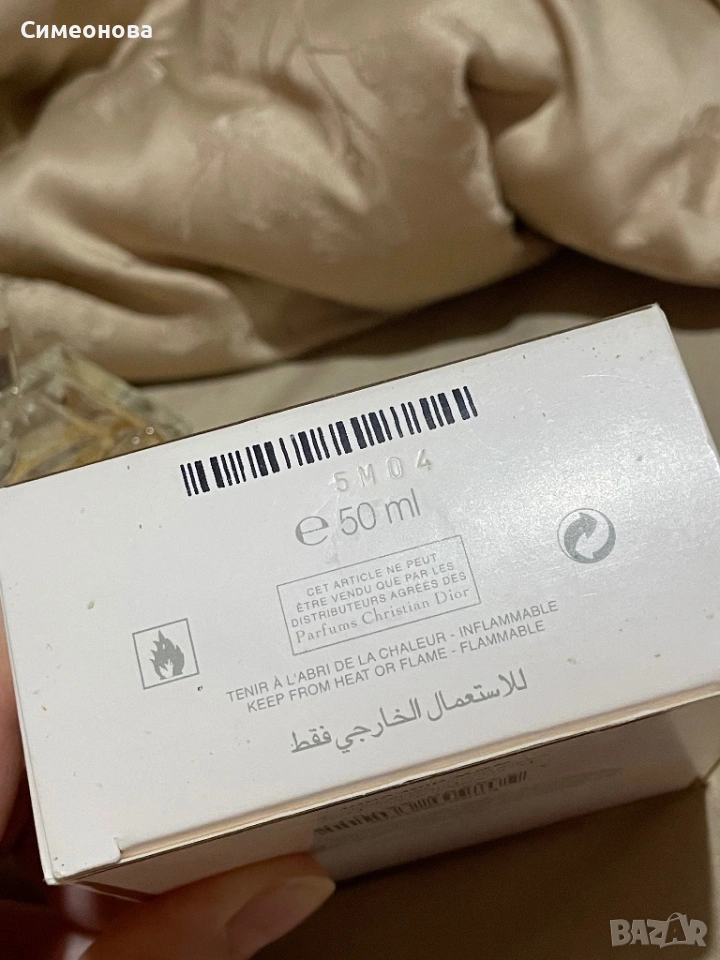 Симеонова
5M04
℮ 50 ml
CET ARTICLE NE PEUT
ÊTRE VENDU QUE PAR LES
DISTRIBUTEURS AGRÉÉS DES
Parfums Christian Dior
TENIR À L'ABRI DE LA CHALEUR - INFLAMMABLE
KEEP FROM HEAT OR FLAME - FLAMMABLE
للاستعمال الخارجي فقط
BAZAR